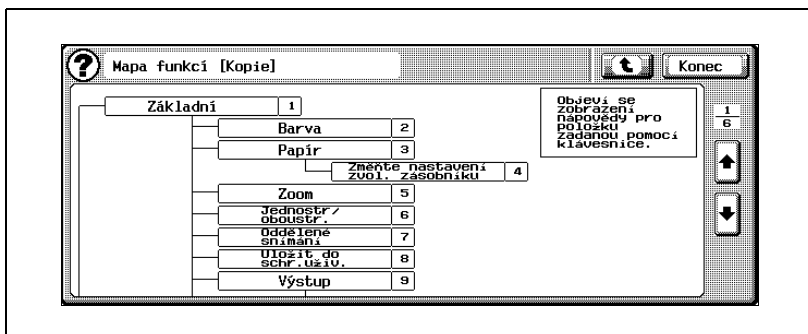 ? Mapa funkcí [Kopie]
Konec
Základní 1
Barva 2
Papír 3
Změňte nastavení
zvol. zásobníku 4
Zoom 5
Jednostr/
oboustr. 6
Oddělené
snímání 7
Uložit do
schr.uživ. 8
Výstup 9
Objeví se
zobrazení
nápovědy pro
položku
zadanou pomocí
klávesnice.
1
6